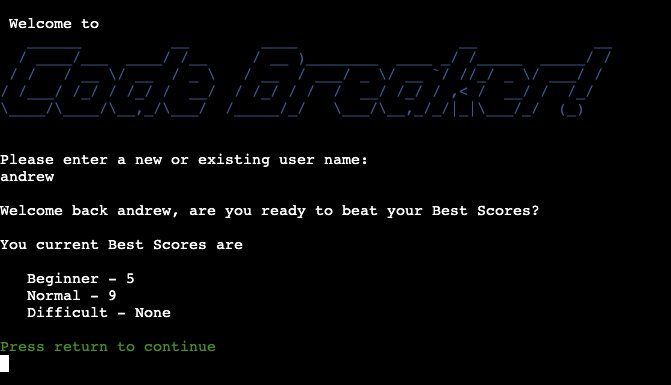 Welcome to
Code Breaker!
Please enter a new or existing user name:
andrew
Welcome back andrew, are you ready to beat your Best Scores?
You current Best Scores are
Beginner - 5
Normal - 9
Difficult - None
Press return to continue